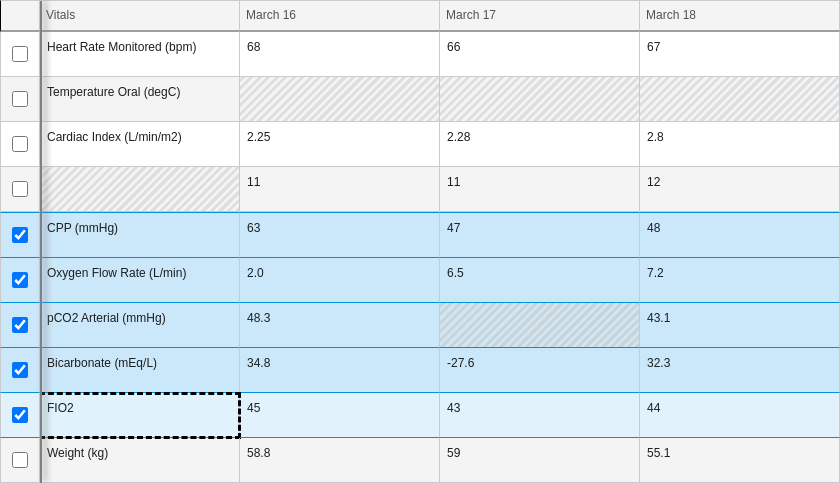 Vitals March 16 March 17 March 18
Heart Rate Monitored (bpm) 68 66 67
Temperature Oral (degC)
Cardiac Index (L/min/m2) 2.25 2.28 2.8
11 11 12
CPP (mmHg) 63 47 48
Oxygen Flow Rate (L/min) 2.0 6.5 7.2
pCO2 Arterial (mmHg) 48.3 43.1
Bicarbonate (mEq/L) 34.8 -27.6 32.3
FIO2 45 43 44
Weight (kg) 58.8 59 55.1